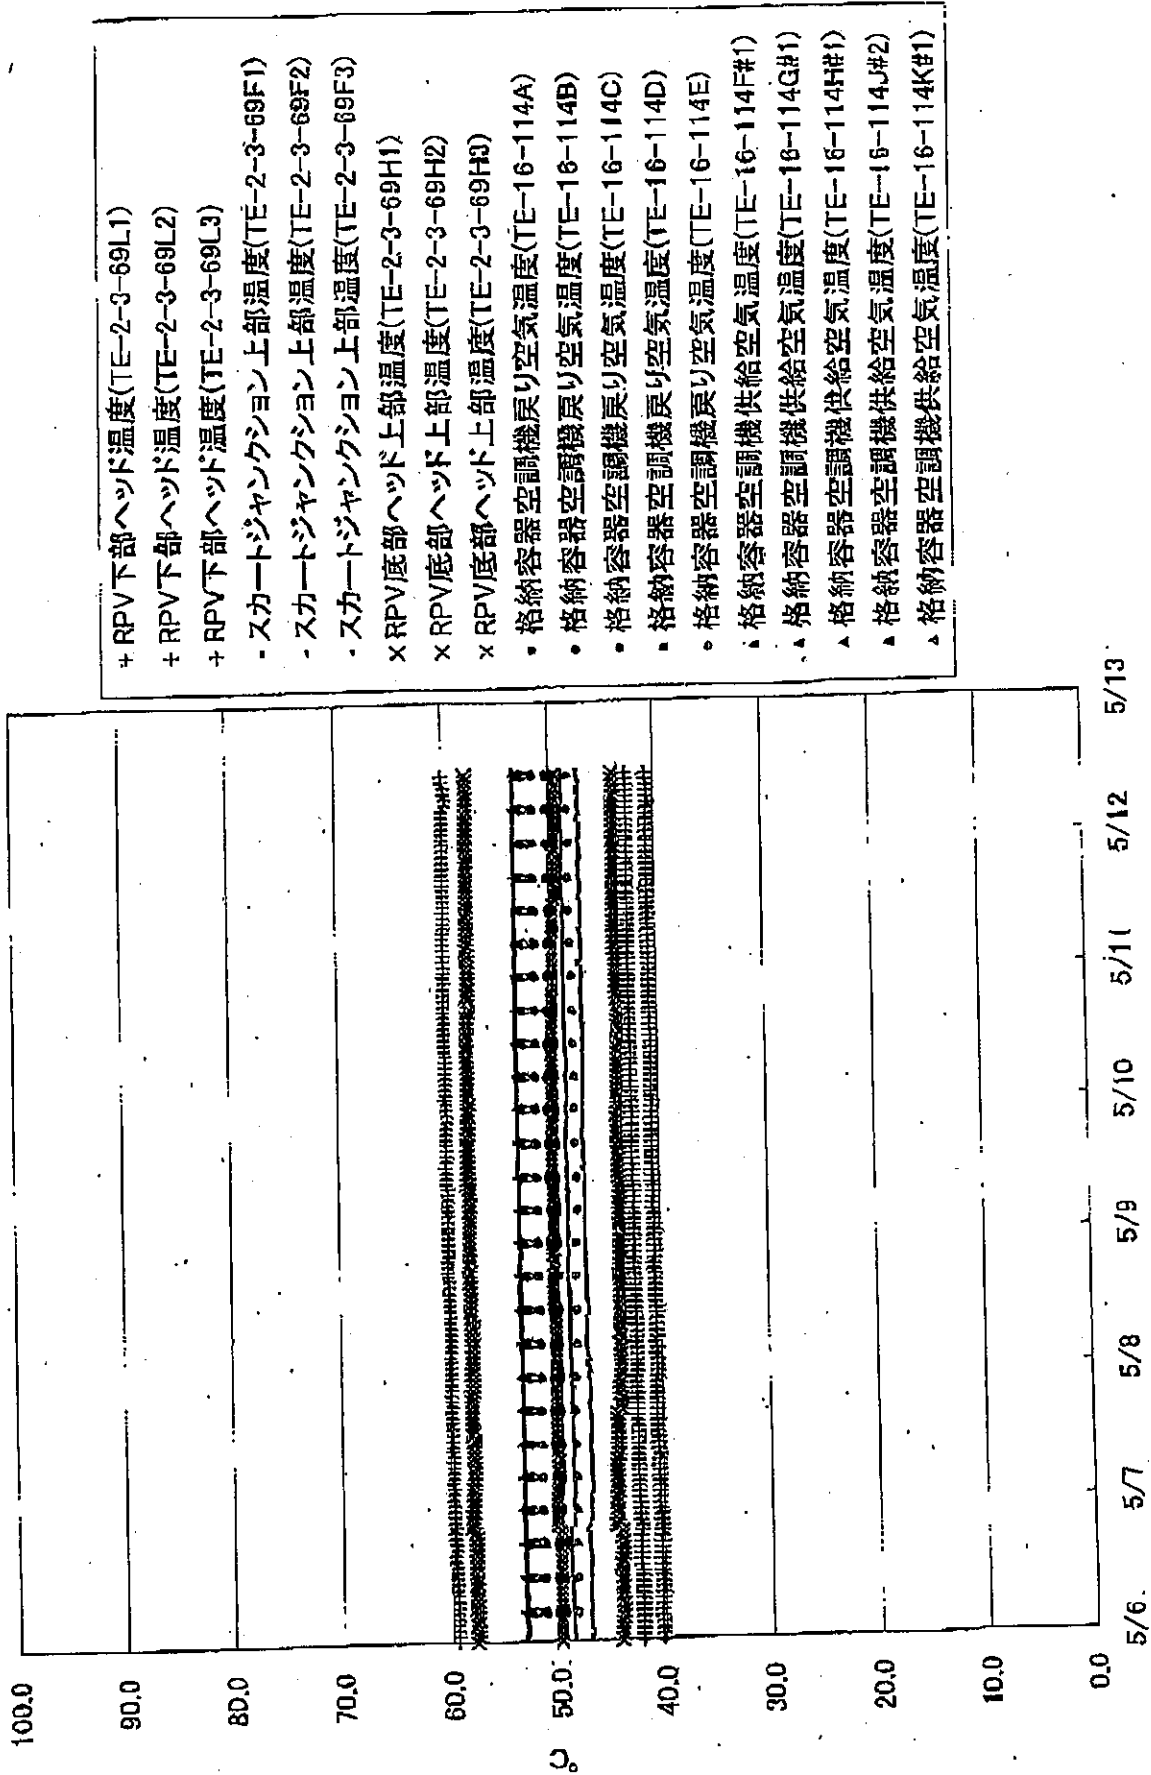 100.0
90.0
80.0
70.0
60.0
50.0
40.0
30.0
20.0
10.0
0.0
℃
5/6
5/7
5/8
5/9
5/10
5/11
5/12
5/13
+ RPV下部ヘッド温度(TE-2-3-69L1)
+ RPV下部ヘッド温度(TE-2-3-69L2)
+ RPV下部ヘッド温度(TE-2-3-69L3)
- スカートジャンクション上部温度(TE-2-3-69F1)
- スカートジャンクション上部温度(TE-2-3-69F2)
- スカートジャンクション上部温度(TE-2-3-69F3)
× RPV底部ヘッド上部温度(TE-2-3-69H1)
× RPV底部ヘッド上部温度(TE-2-3-69H2)
× RPV底部ヘッド上部温度(TE-2-3-69H3)
• 格納容器空調機戻り空気温度(TE-16-114A)
• 格納容器空調機戻り空気温度(TE-16-114B)
• 格納容器空調機戻り空気温度(TE-16-114C)
▪ 格納容器空調機戻り空気温度(TE-16-114D)
○ 格納容器空調機戻り空気温度(TE-16-114E)
▲ 格納容器空調機供給空気温度(TE-16-114F#1)
▲ 格納容器空調機供給空気温度(TE-16-114G#1)
▲ 格納容器空調機供給空気温度(TE-16-114H#1)
▲ 格納容器空調機供給空気温度(TE-16-114J#2)
△ 格納容器空調機供給空気温度(TE-16-114K#1)